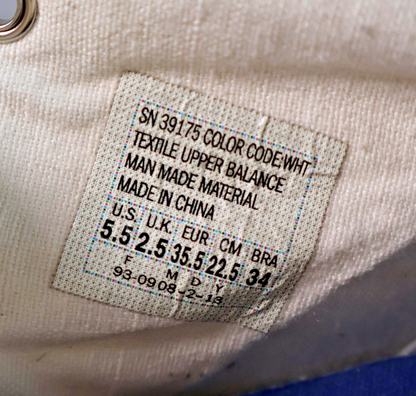 SN 39175 COLOR CODE:WHT
TEXTILE UPPER BALANCE
MAN MADE MATERIAL
MADE IN CHINA
U.S. U.K. EUR CM BRA
5.5 2.5 35.5 22.5 34
F M D Y
93-0908-2-13